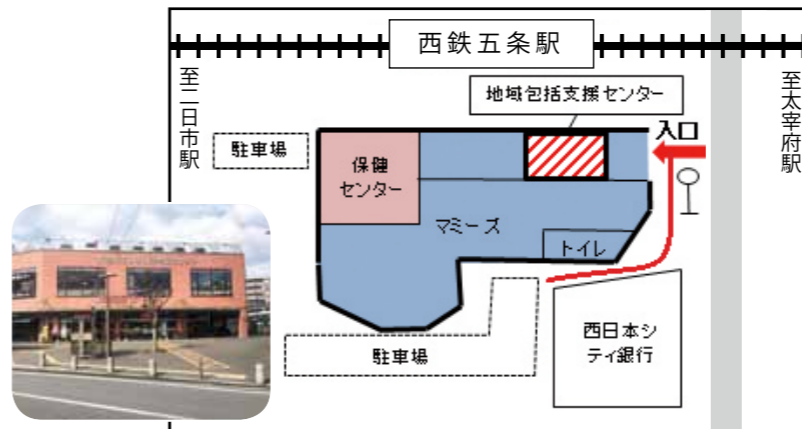 西鉄五条駅
至二日市駅
至太宰府駅
地域包括支援センター
入口
駐車場
保健
センター
マミーズ
トイレ
駐車場
西日本シ
ティ銀行